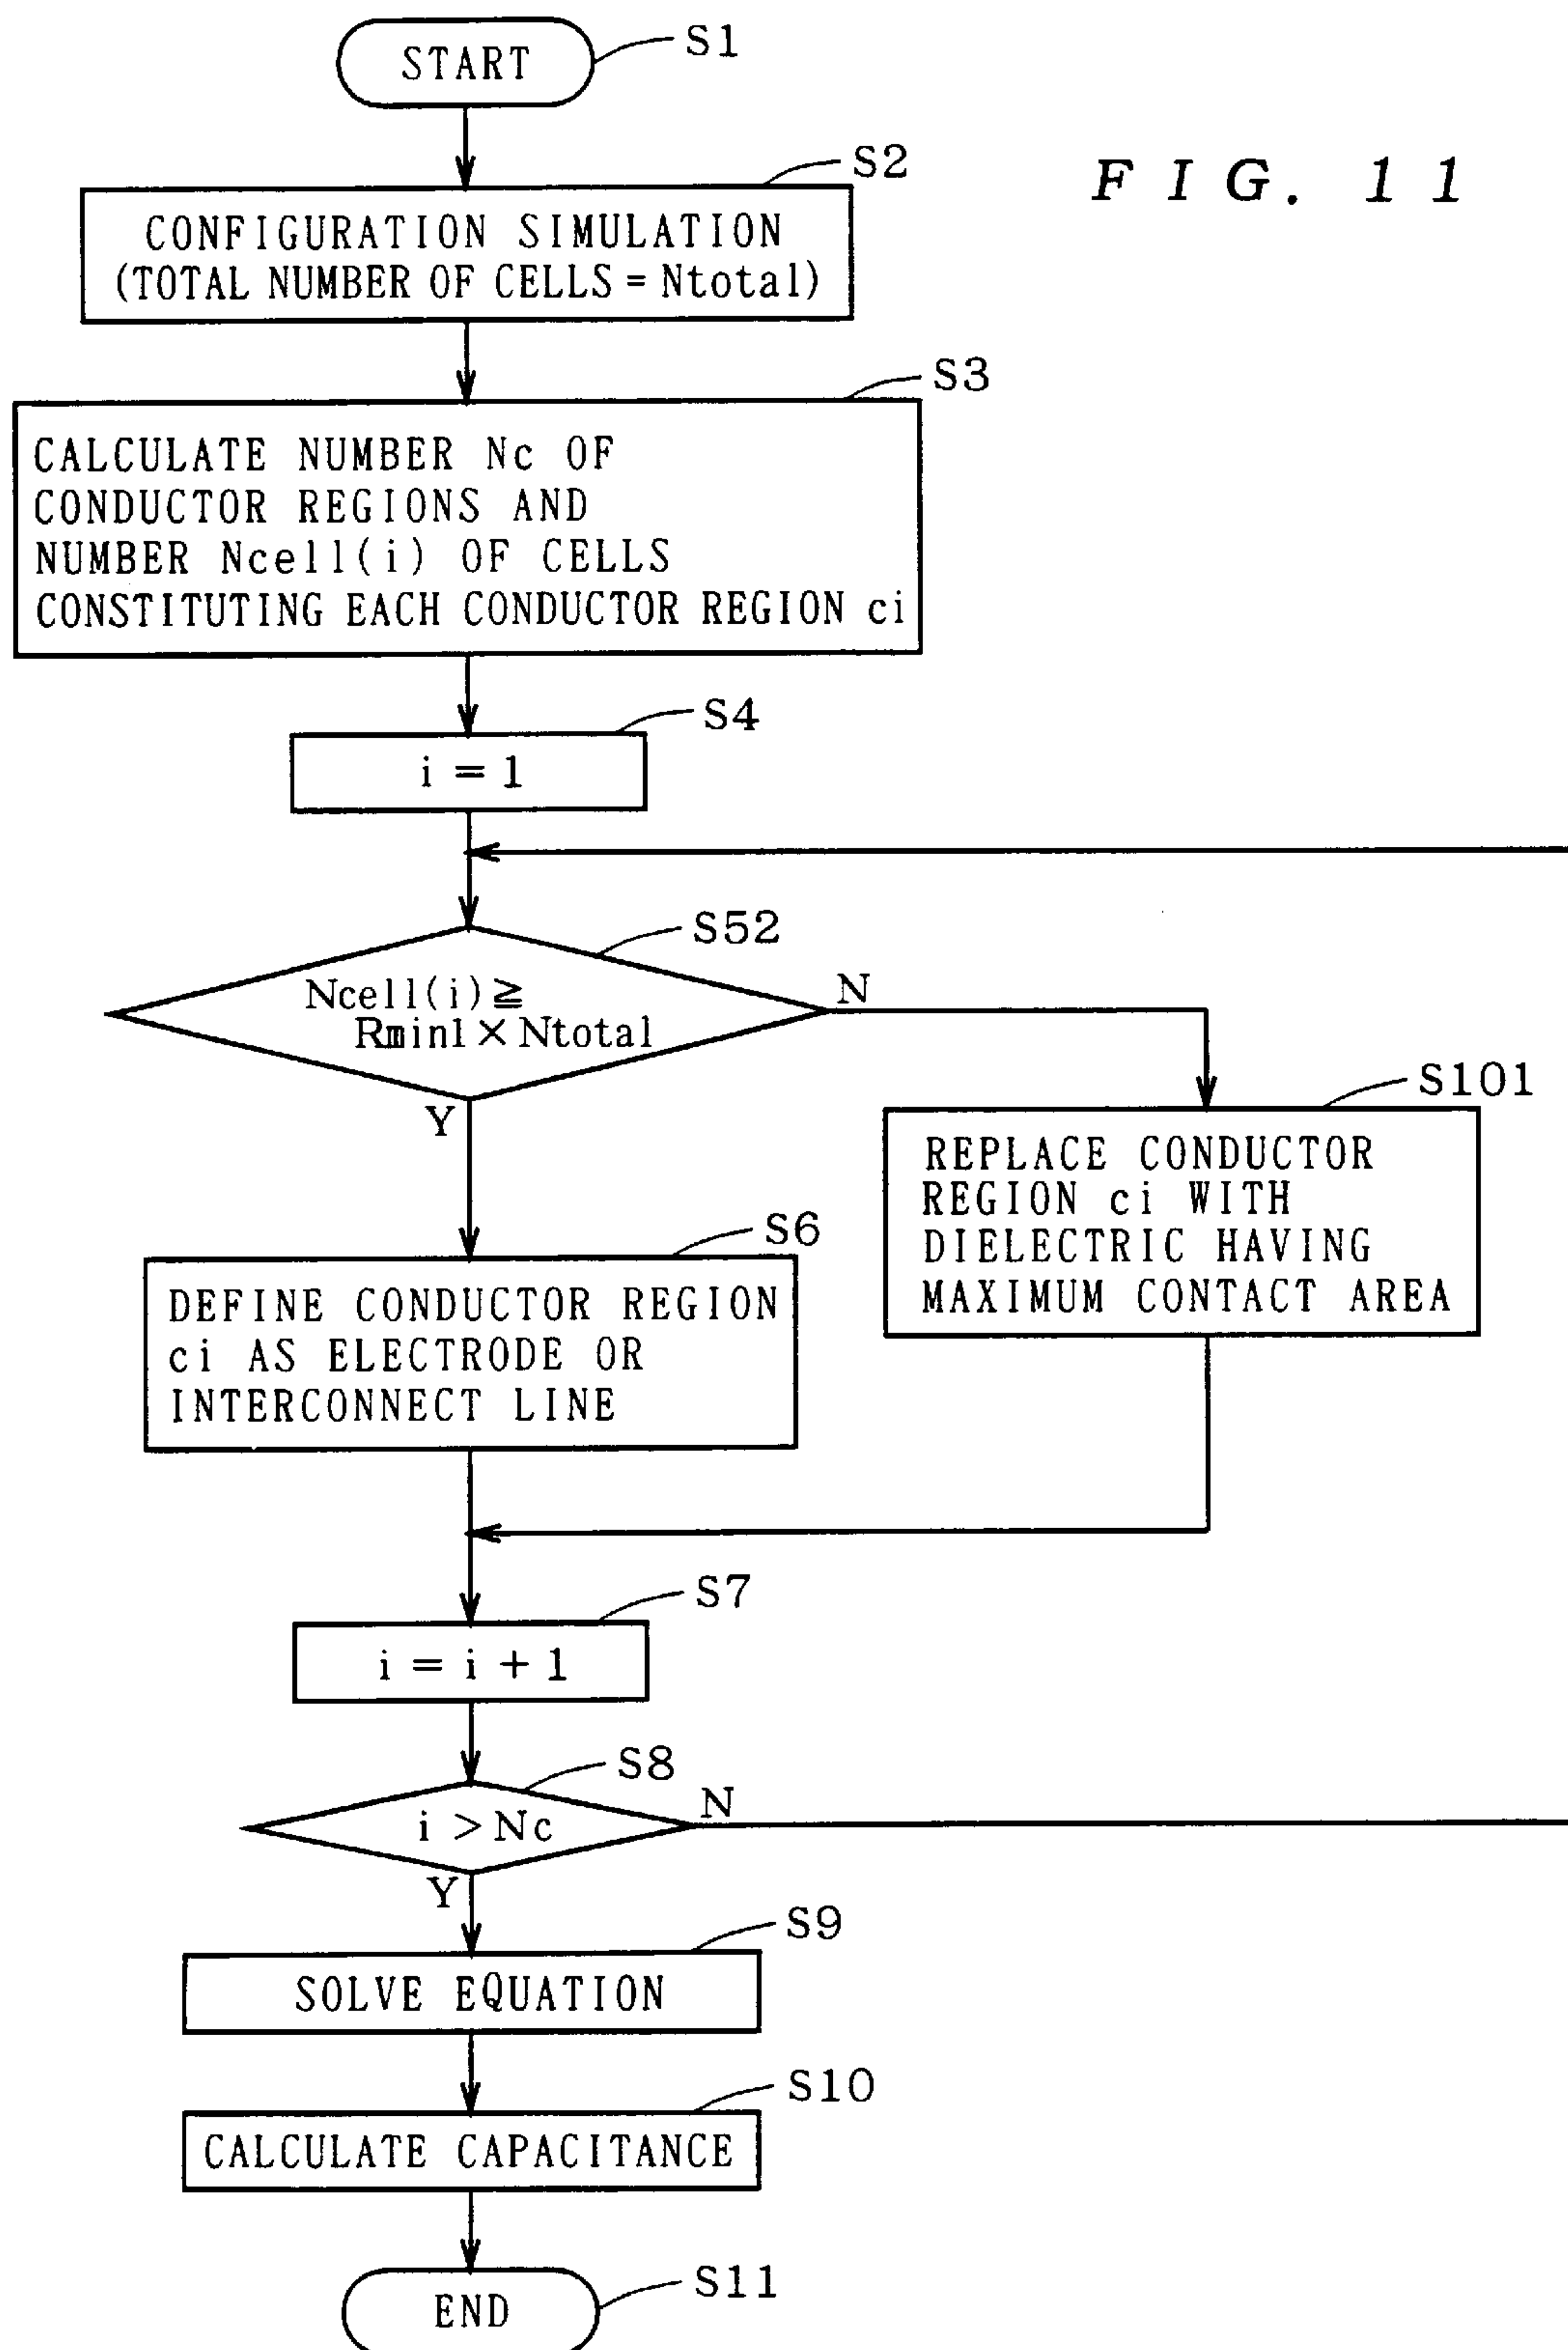 START
S1
S2
F I G. 11
CONFIGURATION SIMULATION
(TOTAL NUMBER OF CELLS = Ntotal)
S3
CALCULATE NUMBER Nc OF
CONDUCTOR REGIONS AND
NUMBER Ncell(i) OF CELLS
CONSTITUTING EACH CONDUCTOR REGION ci
S4
i = 1
S52
Ncell(i) ≧
Rmin1 × Ntotal
N
Y
S101
REPLACE CONDUCTOR
REGION ci WITH
DIELECTRIC HAVING
MAXIMUM CONTACT AREA
S6
DEFINE CONDUCTOR REGION
ci AS ELECTRODE OR
INTERCONNECT LINE
S7
i = i + 1
S8
i > Nc
N
Y
S9
SOLVE EQUATION
S10
CALCULATE CAPACITANCE
S11
END